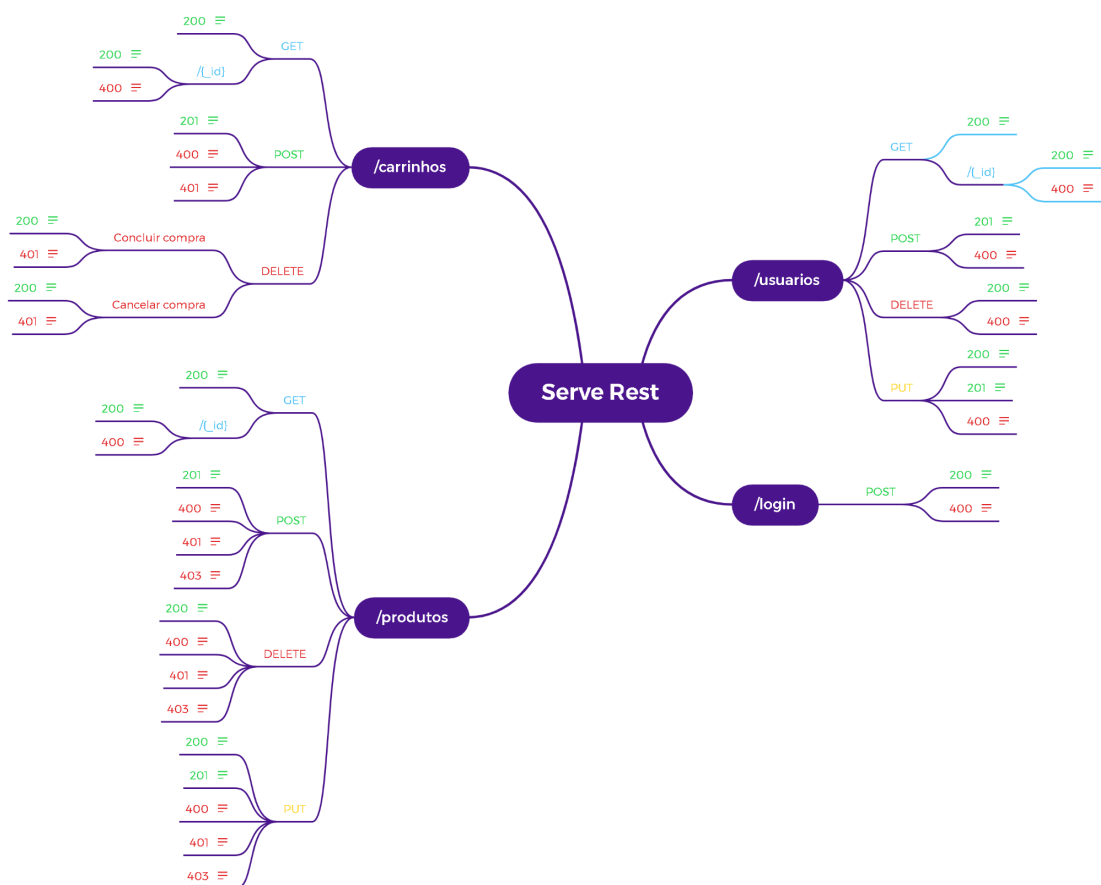 Serve Rest
/carrinhos
GET
200
/{_id}
200
400
POST
201
400
401
DELETE
Concluir compra
200
401
Cancelar compra
200
401
/produtos
GET
200
/{_id}
200
400
POST
201
400
401
403
DELETE
200
400
401
403
PUT
200
201
400
401
403
/usuarios
GET
200
/{_id}
200
400
POST
201
400
DELETE
200
400
PUT
200
201
400
/login
POST
200
400